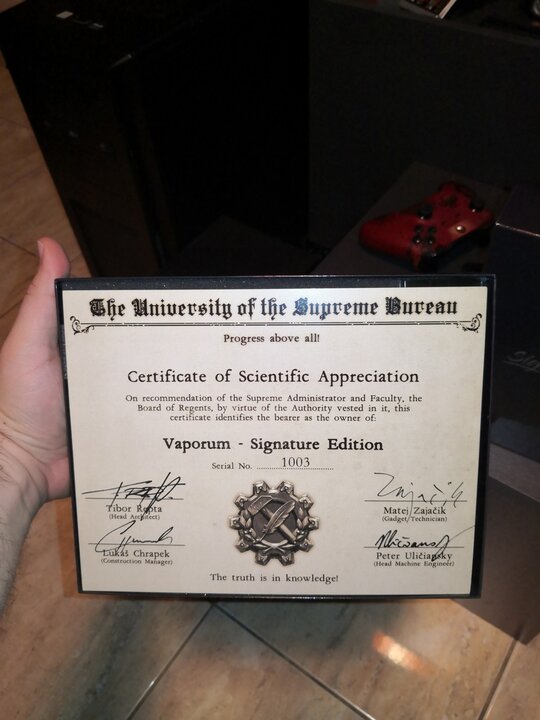 The University of the Supreme Bureau
Progress above all!
Certificate of Scientific Appreciation
On recommendation of the Supreme Administrator and Faculty, the
Board of Regents, by virtue of the Authority vested in it, this
certificate identifies the bearer as the owner of:
Vaporum - Signature Edition
Serial No. 1003
Tibor Repta
(Head Architect)
Matej Zajačik
(Gadget/Technician)
Lukáš Chrapek
(Construction Manager)
Peter Uličiansky
(Head Machine Engineer)
The truth is in knowledge!